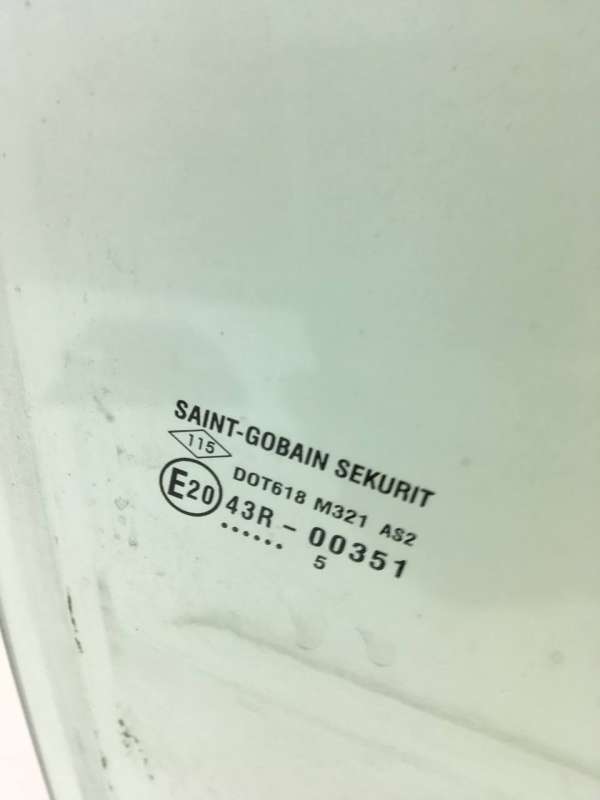 SAINT-GOBAIN SEKURIT
115
DOT618 M321 AS2
E20
43R - 00351
...... 5